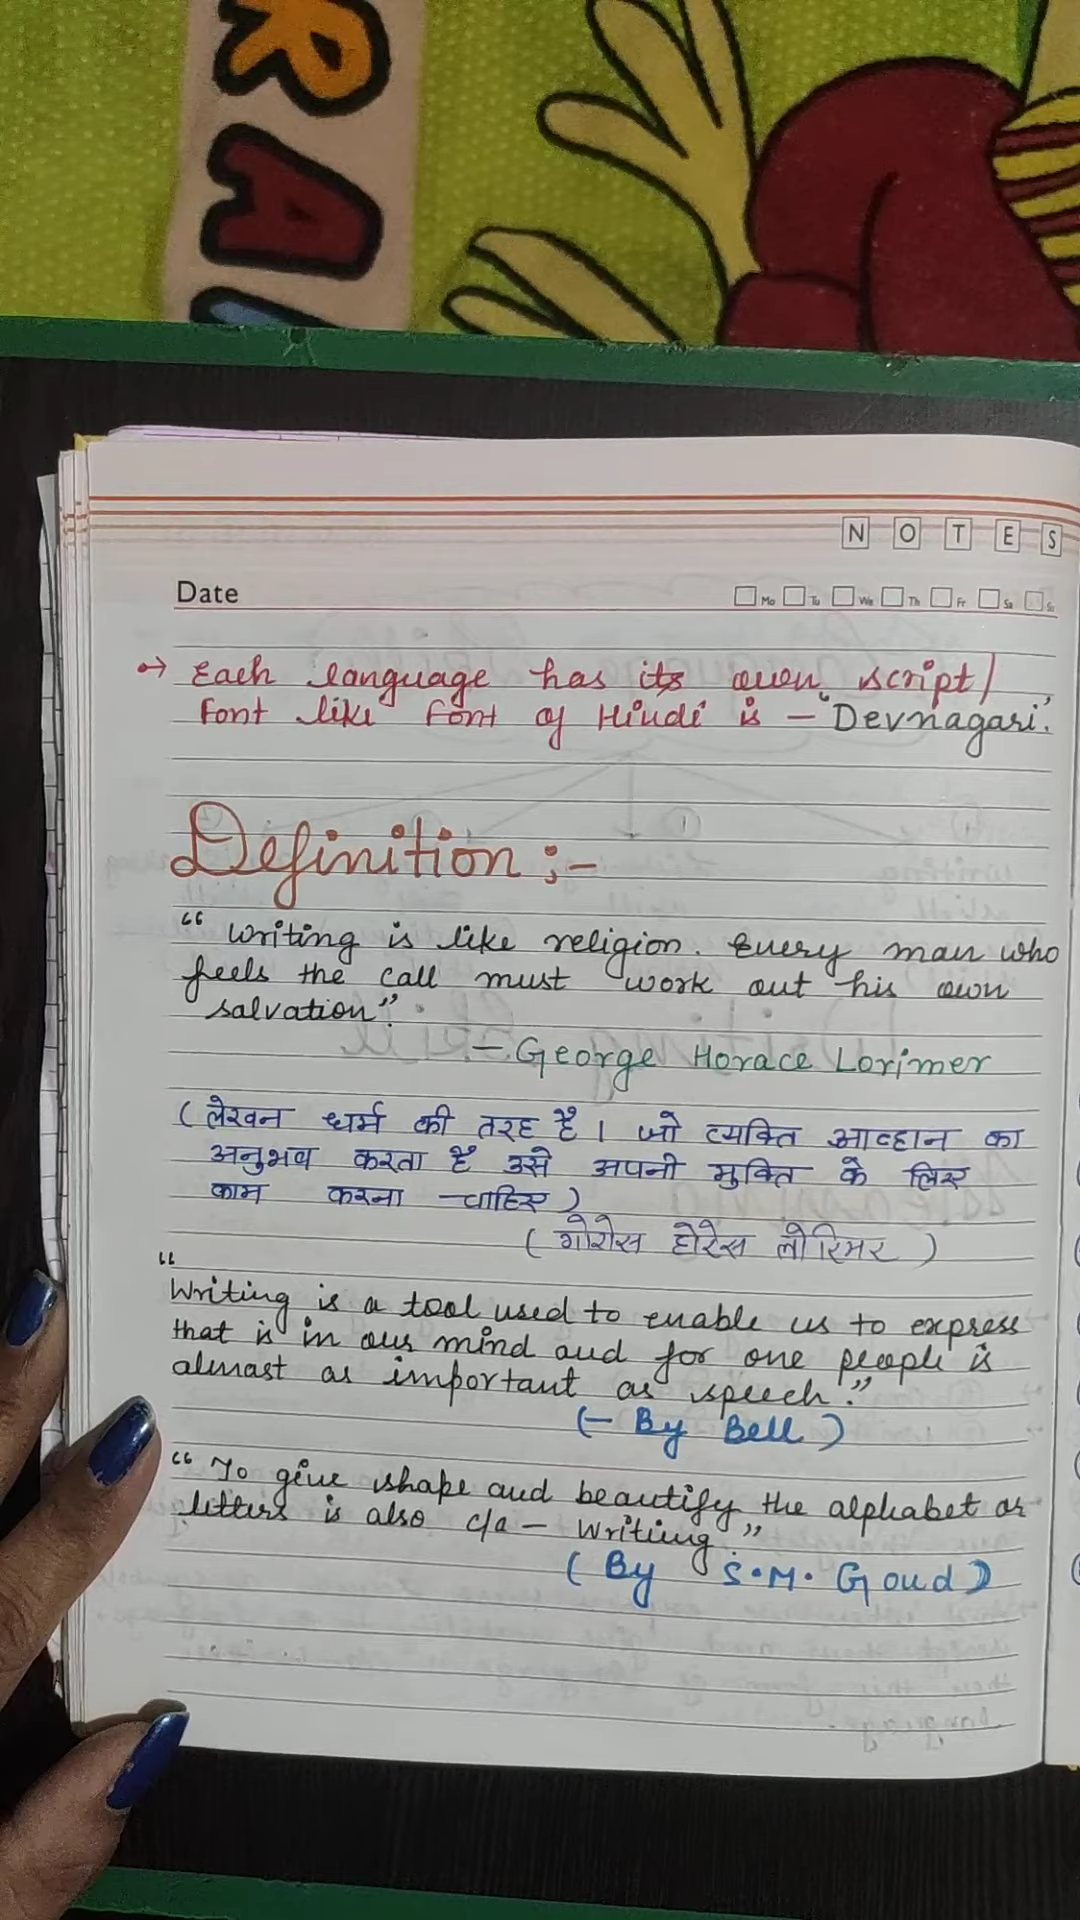 RA
NOTES
Date Mo Tu We Th Fr Sa Su
→ Each language has its own script/
Font like Font of Hindi is – "Devnagari".
Definition :-
"Writing is like religion. Every man who
feels the call must work out his own
salvation".
– George Horace Lorimer
(लेखन धर्म की तरह है। जो व्यक्ति आव्हान का
अनुभव करता है उसे अपनी मुक्ति के लिए
काम करना चाहिए)
(गोरोस होरेस लोरिमर)
"
Writing is a tool used to enable us to express
that is in our mind and for one people is
almost as important as speech."
(– By Bell)
"To give shape and beautify the alphabet or
letters is also c/a – Writing"
(By S.M. Goud)